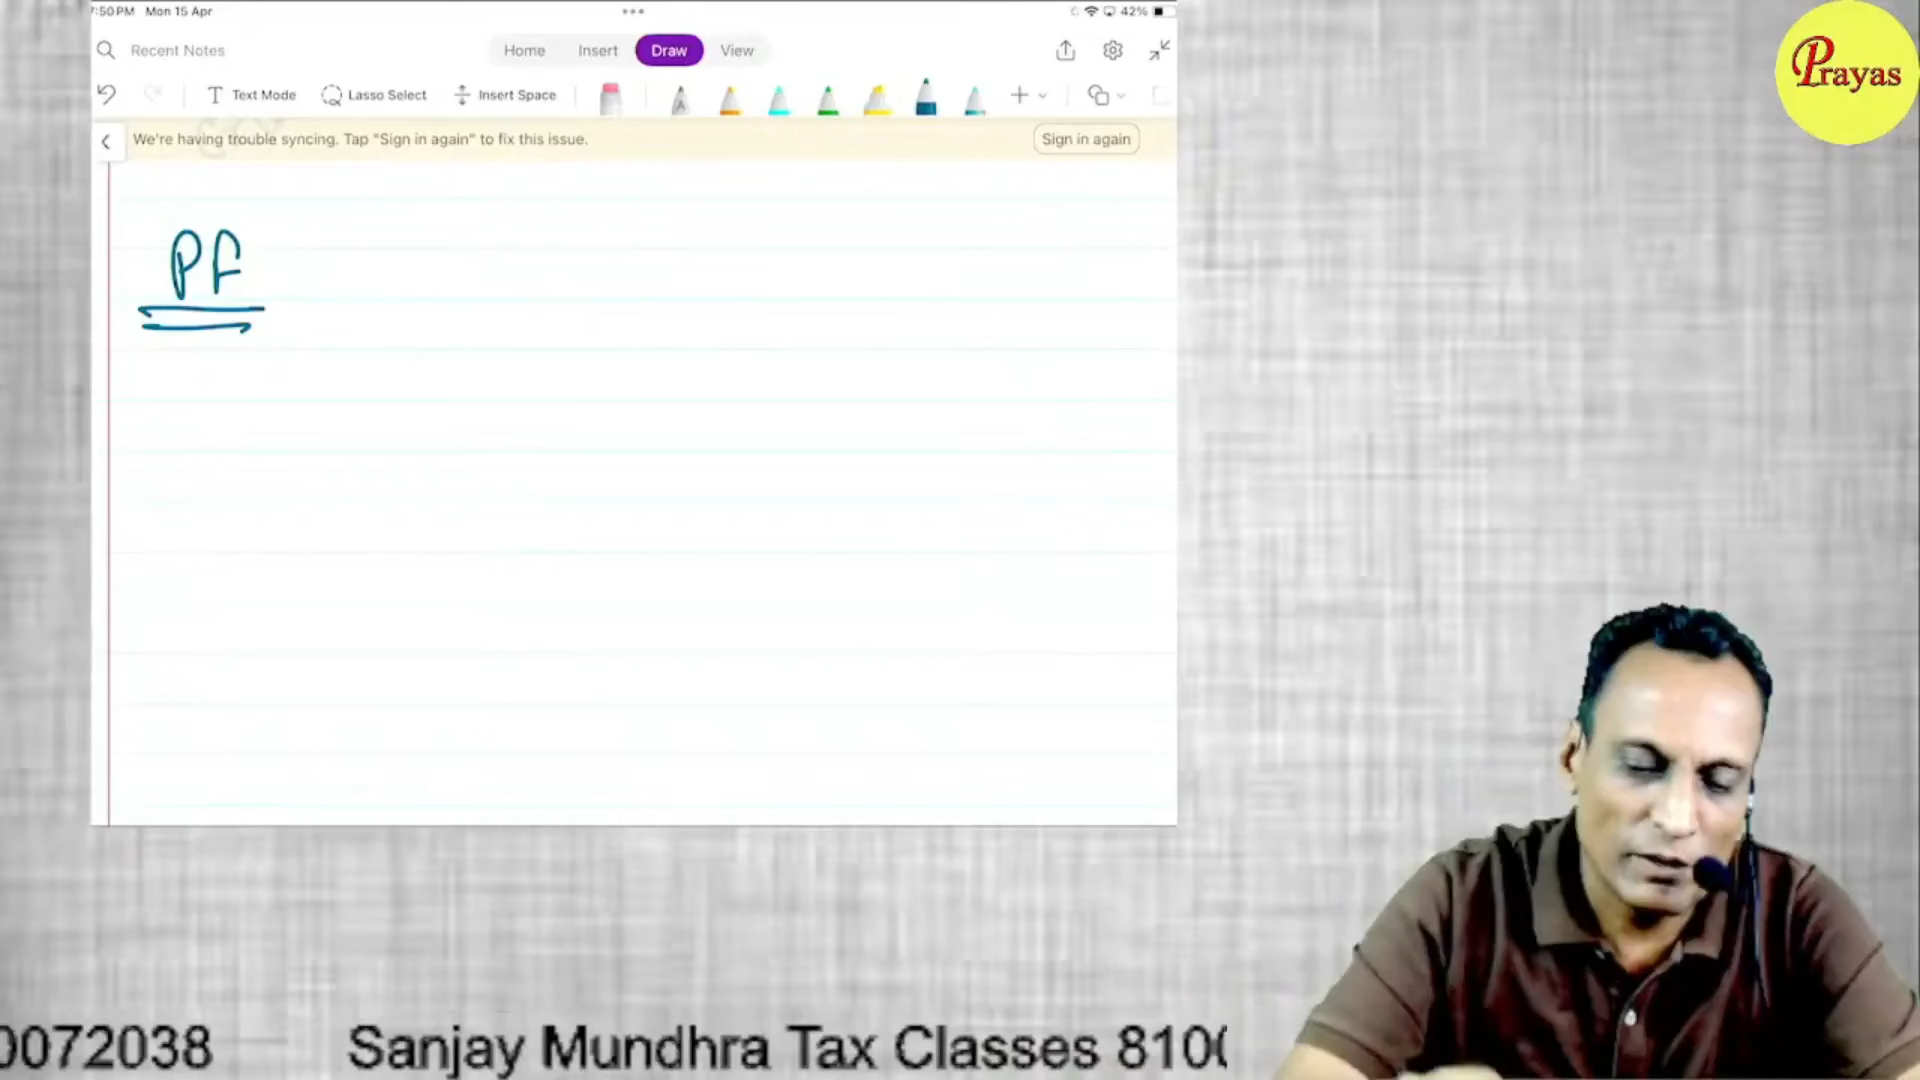 7:50 PM Mon 15 Apr
42%
Recent Notes
Home Insert Draw View
Text Mode Lasso Select Insert Space
We're having trouble syncing. Tap "Sign in again" to fix this issue.
Sign in again
PF
Prayas
0072038 Sanjay Mundhra Tax Classes 810